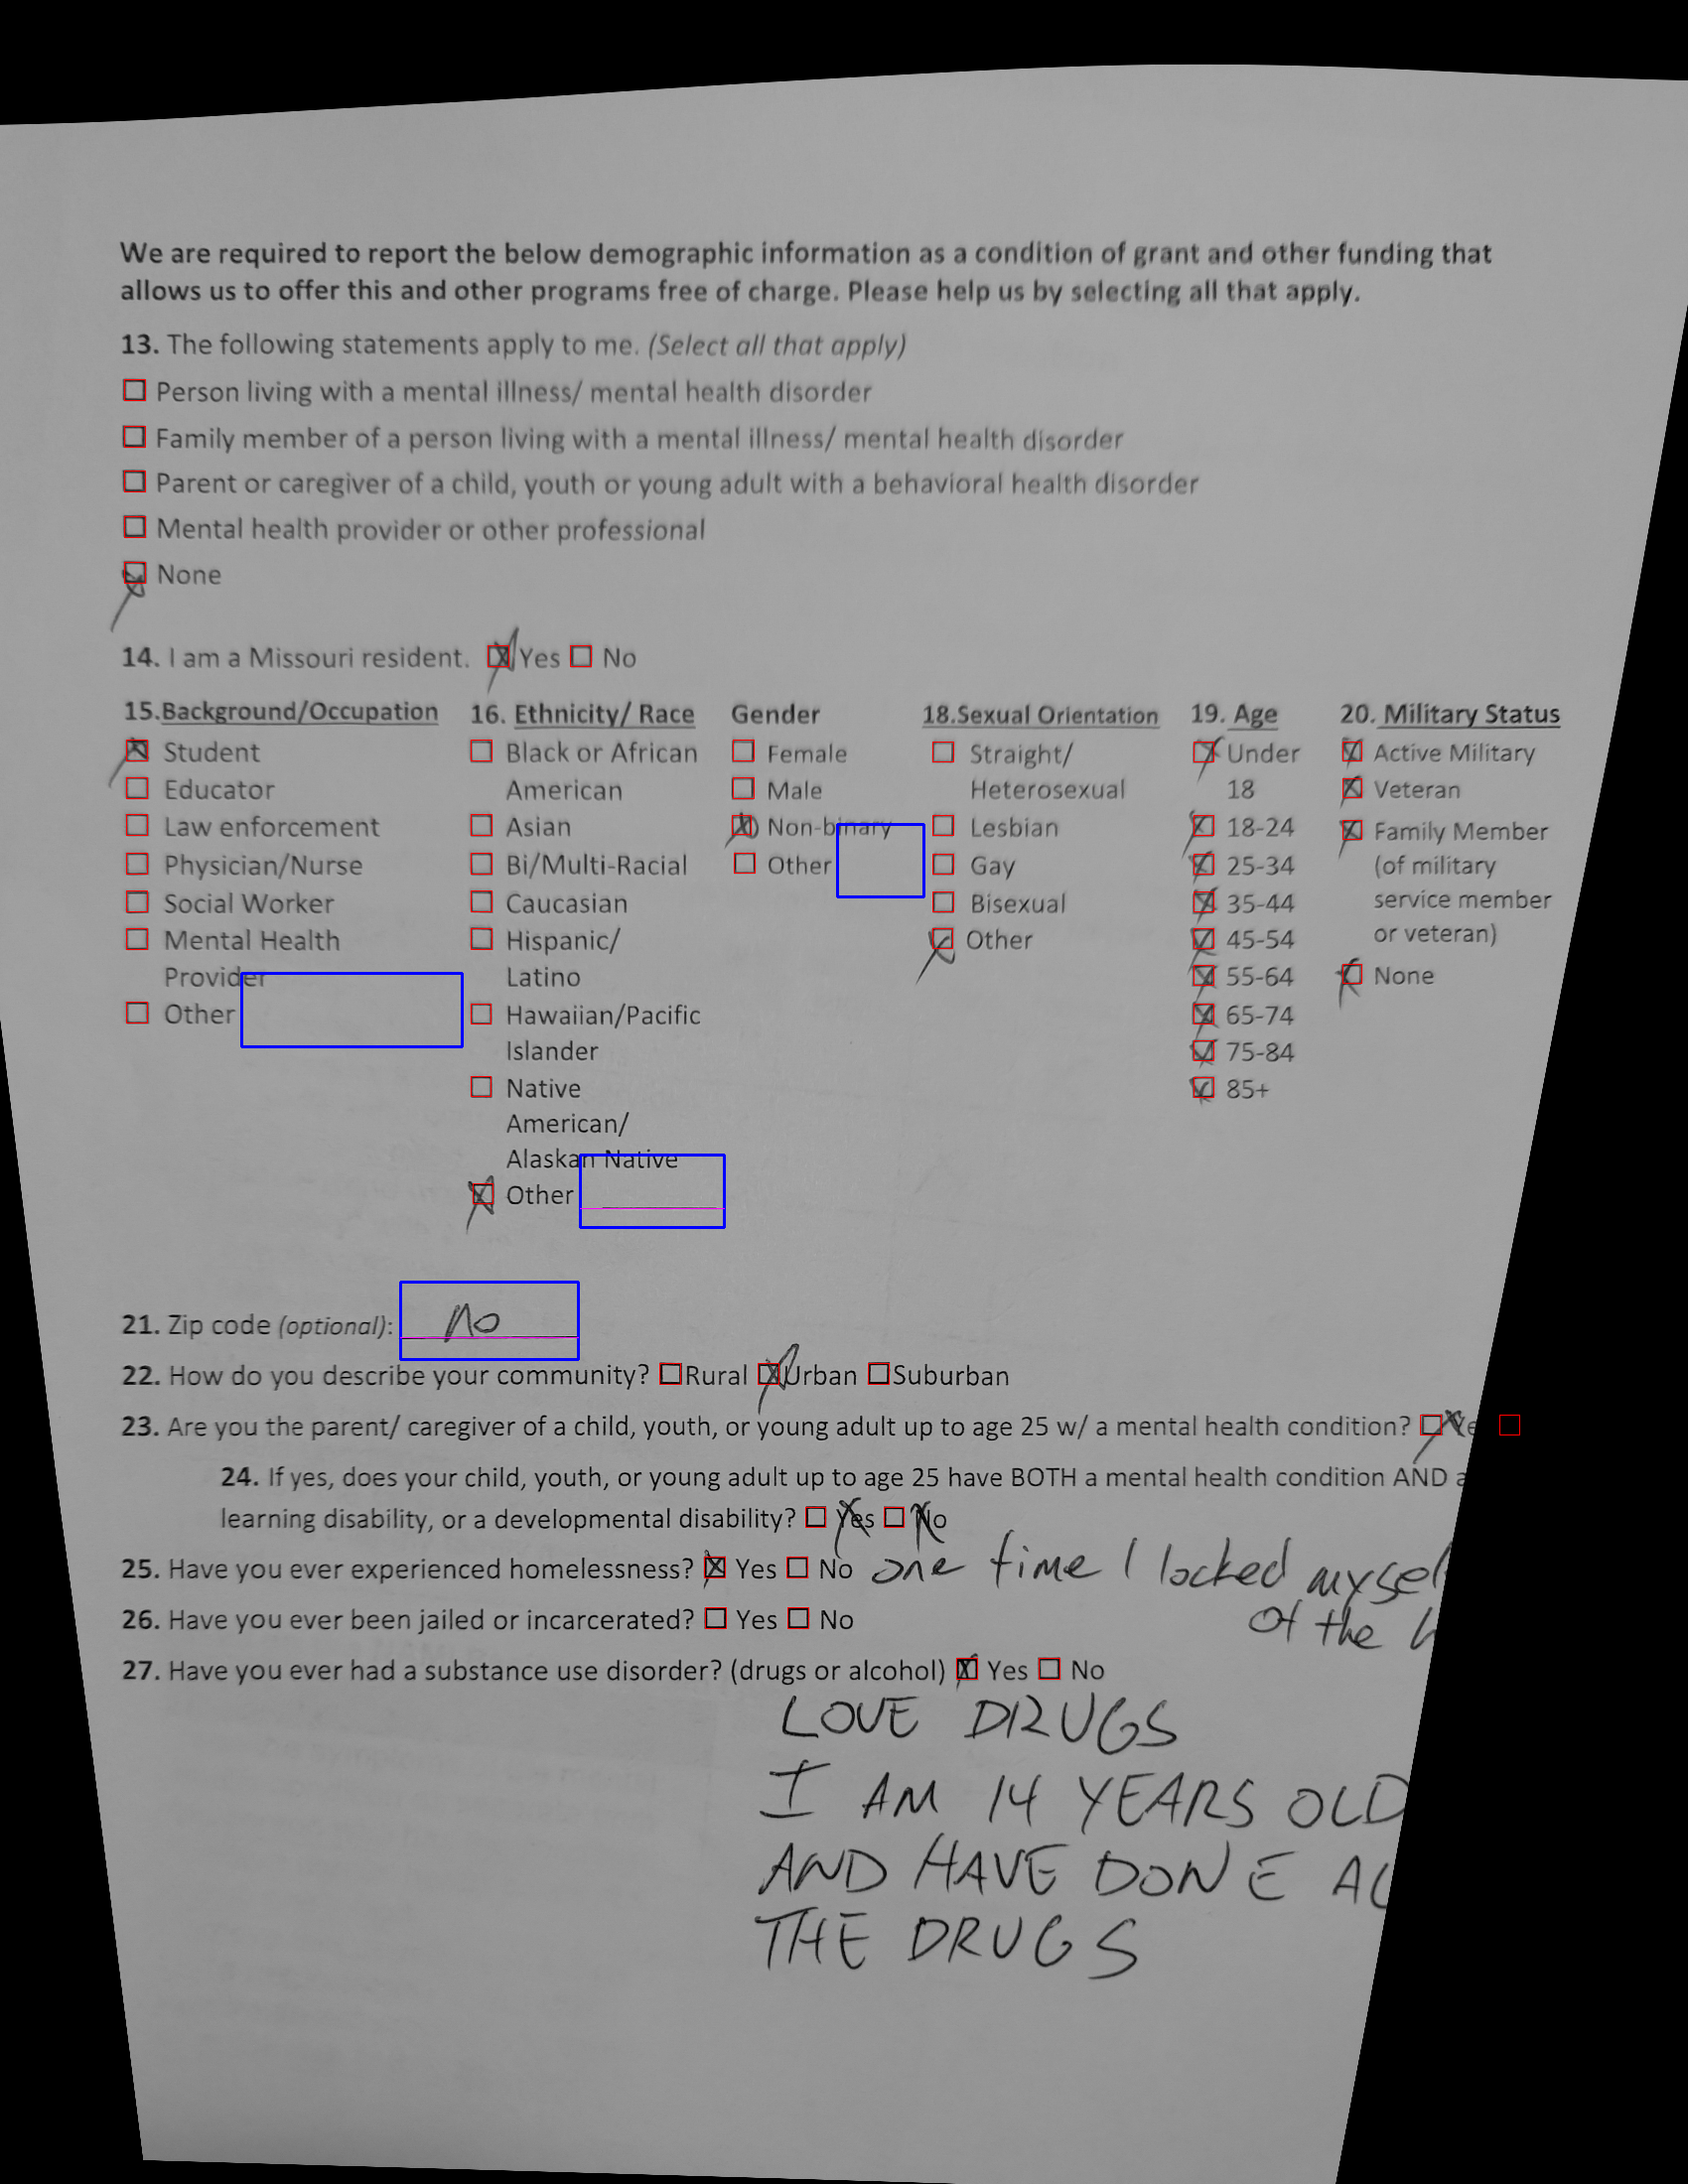 We are required to report the below demographic information as a condition of grant and other funding that
allows us to offer this and other programs free of charge. Please help us by selecting all that apply.
13. The following statements apply to me. (Select all that apply)
Person living with a mental illness/ mental health disorder
Family member of a person living with a mental illness/ mental health disorder
Parent or caregiver of a child, youth or young adult with a behavioral health disorder
Mental health provider or other professional
None
14. I am a Missouri resident. Yes No
15.Background/Occupation
Student
Educator
Law enforcement
Physician/Nurse
Social Worker
Mental Health
Provider
Other
16. Ethnicity/ Race
Black or African
American
Asian
Bi/Multi-Racial
Caucasian
Hispanic/
Latino
Hawaiian/Pacific
Islander
Native
American/
Alaskan Native
Other
Gender
Female
Male
Non-binary
Other
18.Sexual Orientation
Straight/
Heterosexual
Lesbian
Gay
Bisexual
Other
19. Age
Under
18
18-24
25-34
35-44
45-54
55-64
65-74
75-84
85+
20. Military Status
Active Military
Veteran
Family Member
(of military
service member
or veteran)
None
21. Zip code (optional): no
22. How do you describe your community? Rural Urban Suburban
23. Are you the parent/ caregiver of a child, youth, or young adult up to age 25 w/ a mental health condition? Ye
24. If yes, does your child, youth, or young adult up to age 25 have BOTH a mental health condition AND a
learning disability, or a developmental disability? Yes No
25. Have you ever experienced homelessness? Yes No one time I locked mysel
of the
26. Have you ever been jailed or incarcerated? Yes No
27. Have you ever had a substance use disorder? (drugs or alcohol) Yes No
LOVE DRUGS
I AM 14 YEARS OLD
AND HAVE DONE
THE DRUGS